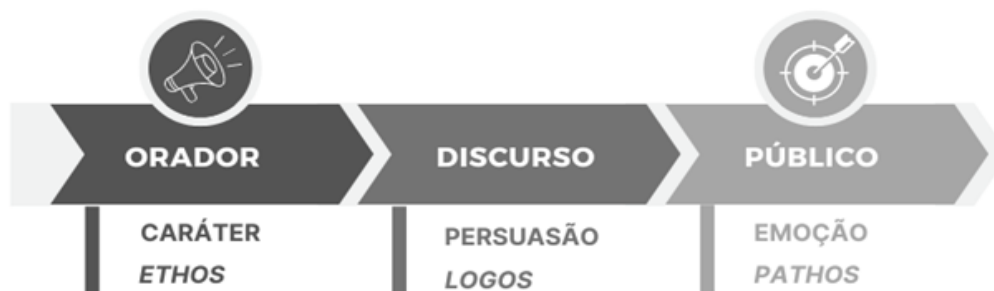 ORADOR
DISCURSO
PÚBLICO
CARÁTER
ETHOS
PERSUASÃO
LOGOS
EMOÇÃO
PATHOS